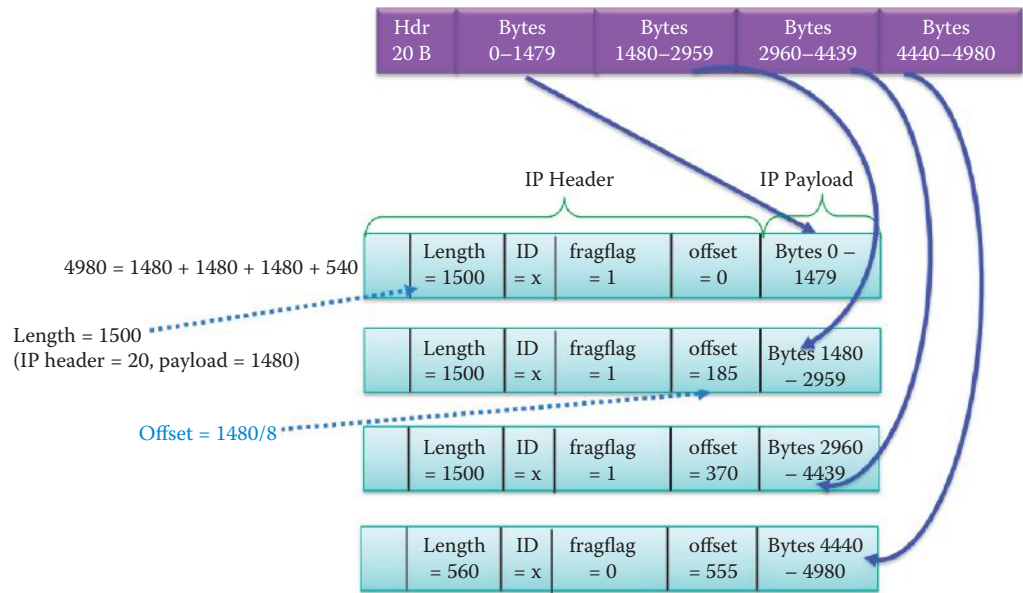 Hdr
20 B
Bytes
0–1479
Bytes
1480–2959
Bytes
2960–4439
Bytes
4440–4980
IP Header
IP Payload
4980 = 1480 + 1480 + 1480 + 540
Length
= 1500
ID
= x
fragflag
= 1
offset
= 0
Bytes 0 –
1479
Length = 1500
(IP header = 20, payload = 1480)
Length
= 1500
ID
= x
fragflag
= 1
offset
= 185
Bytes 1480
– 2959
Offset = 1480/8
Length
= 1500
ID
= x
fragflag
= 1
offset
= 370
Bytes 2960
– 4439
Length
= 560
ID
= x
fragflag
= 0
offset
= 555
Bytes 4440
– 4980